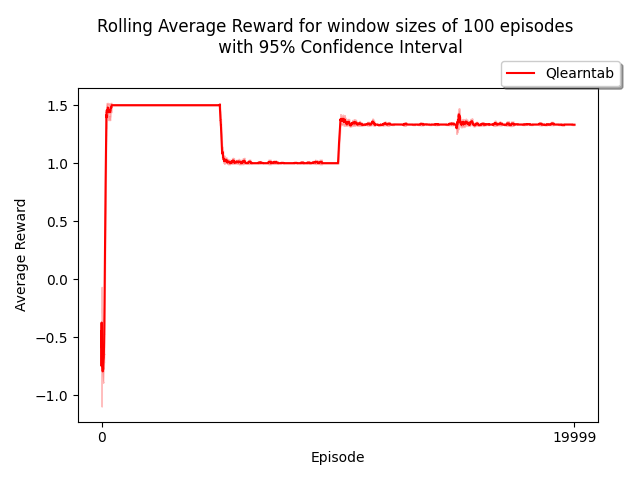 Rolling Average Reward for window sizes of 100 episodes
with 95% Confidence Interval
Qlearntab
1.5
1.0
0.5
0.0
−0.5
−1.0
Average Reward
0
19999
Episode